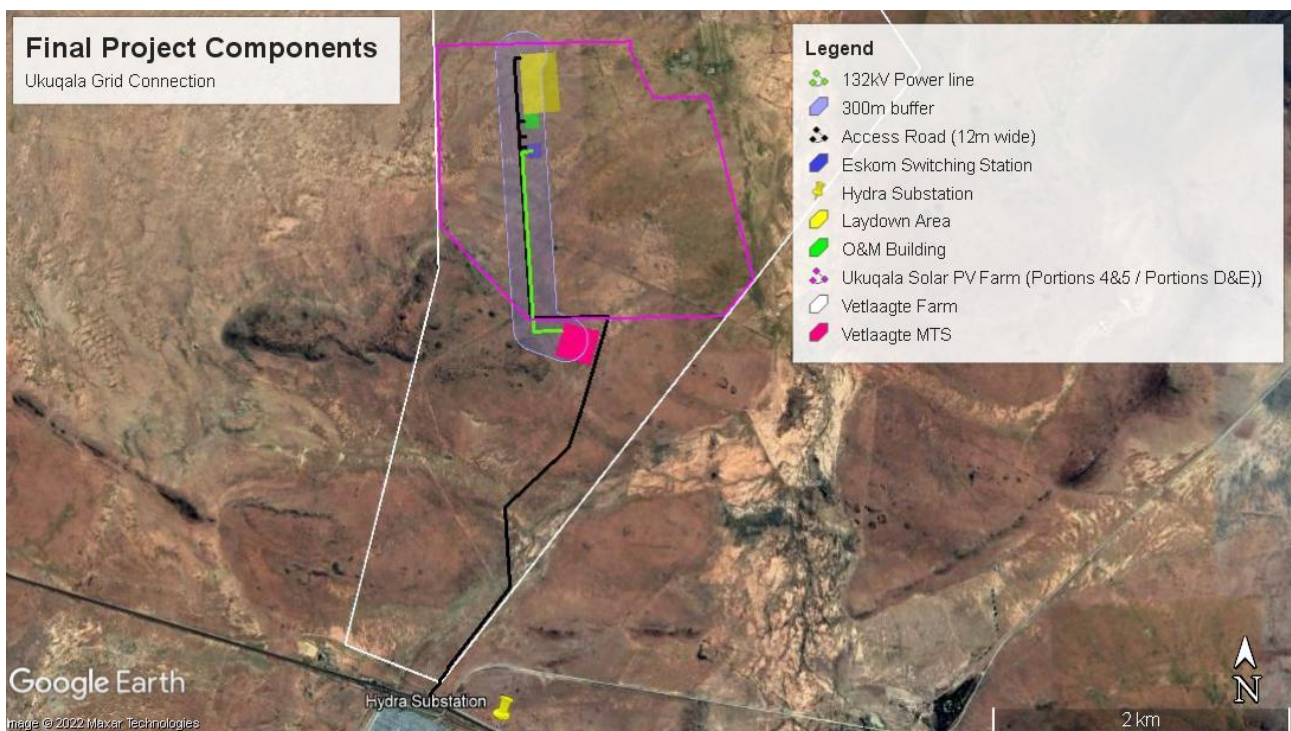 Final Project Components
Ukuqala Grid Connection
Legend
132kV Power line
300m buffer
Access Road (12m wide)
Eskom Switching Station
Hydra Substation
Laydown Area
O&M Building
Ukuqala Solar PV Farm (Portions 4&5 / Portions D&E))
Vetlaagte Farm
Vetlaagte MTS
Google Earth
Hydra Substation
Image © 2022 Maxar Technologies
N
2 km